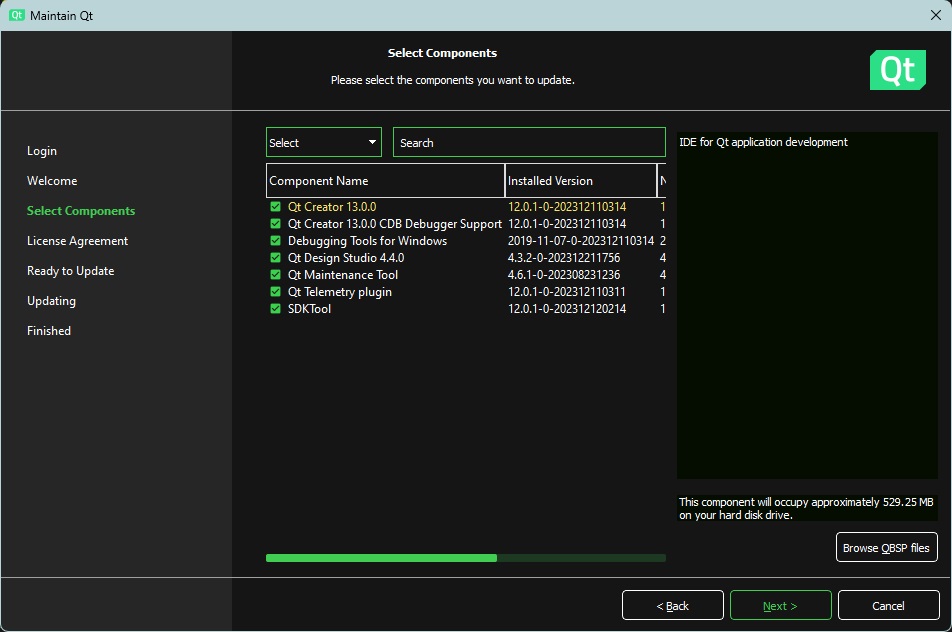 Qt Maintain Qt
Select Components
Please select the components you want to update.
Qt
Login
Welcome
Select Components
License Agreement
Ready to Update
Updating
Finished
Select
Search
Component Name Installed Version N
Qt Creator 13.0.0 12.0.1-0-202312110314 1
Qt Creator 13.0.0 CDB Debugger Support 12.0.1-0-202312110314 1
Debugging Tools for Windows 2019-11-07-0-202312110314 2
Qt Design Studio 4.4.0 4.3.2-0-202312211756 4
Qt Maintenance Tool 4.6.1-0-202308231236 4
Qt Telemetry plugin 12.0.1-0-202312110311 1
SDKTool 12.0.1-0-202312120214 1
IDE for Qt application development
This component will occupy approximately 529.25 MB
on your hard disk drive.
Browse QBSP files
< Back
Next >
Cancel